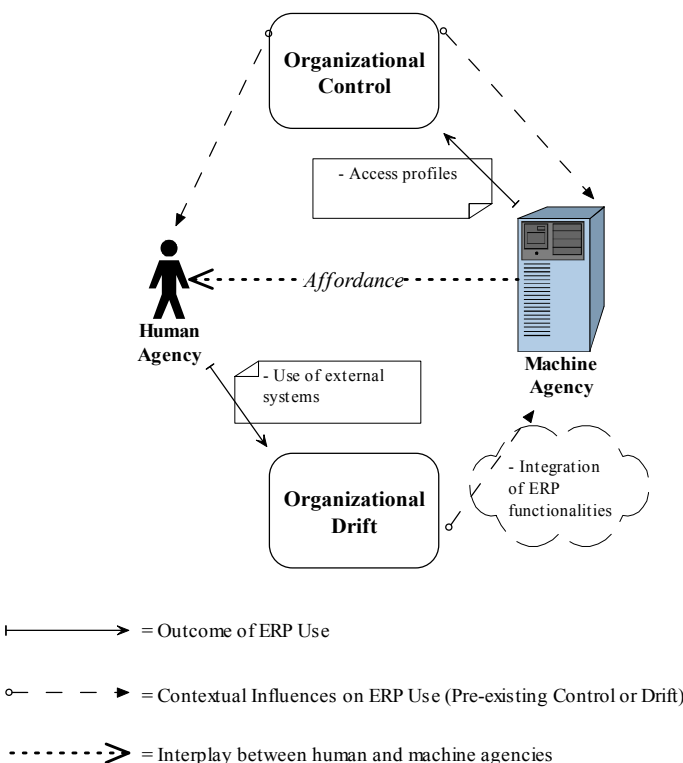 Organizational
Control
- Access profiles
Affordance
Human
Agency
Machine
Agency
- Use of external
systems
- Integration
of ERP
functionalities
Organizational
Drift
= Outcome of ERP Use
= Contextual Influences on ERP Use (Pre-existing Control or Drift)
= Interplay between human and machine agencies